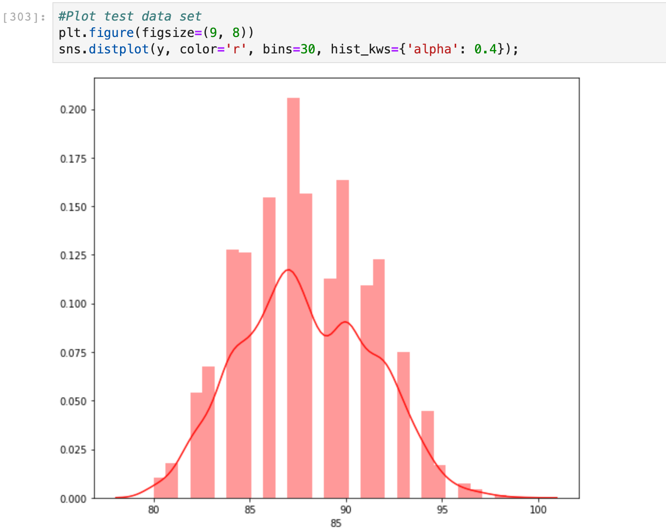 [303]: #Plot test data set
plt.figure(figsize=(9, 8))
sns.distplot(y, color='r', bins=30, hist_kws={'alpha': 0.4});
0.200
0.175
0.150
0.125
0.100
0.075
0.050
0.025
0.000
80 85 90 95 100
85